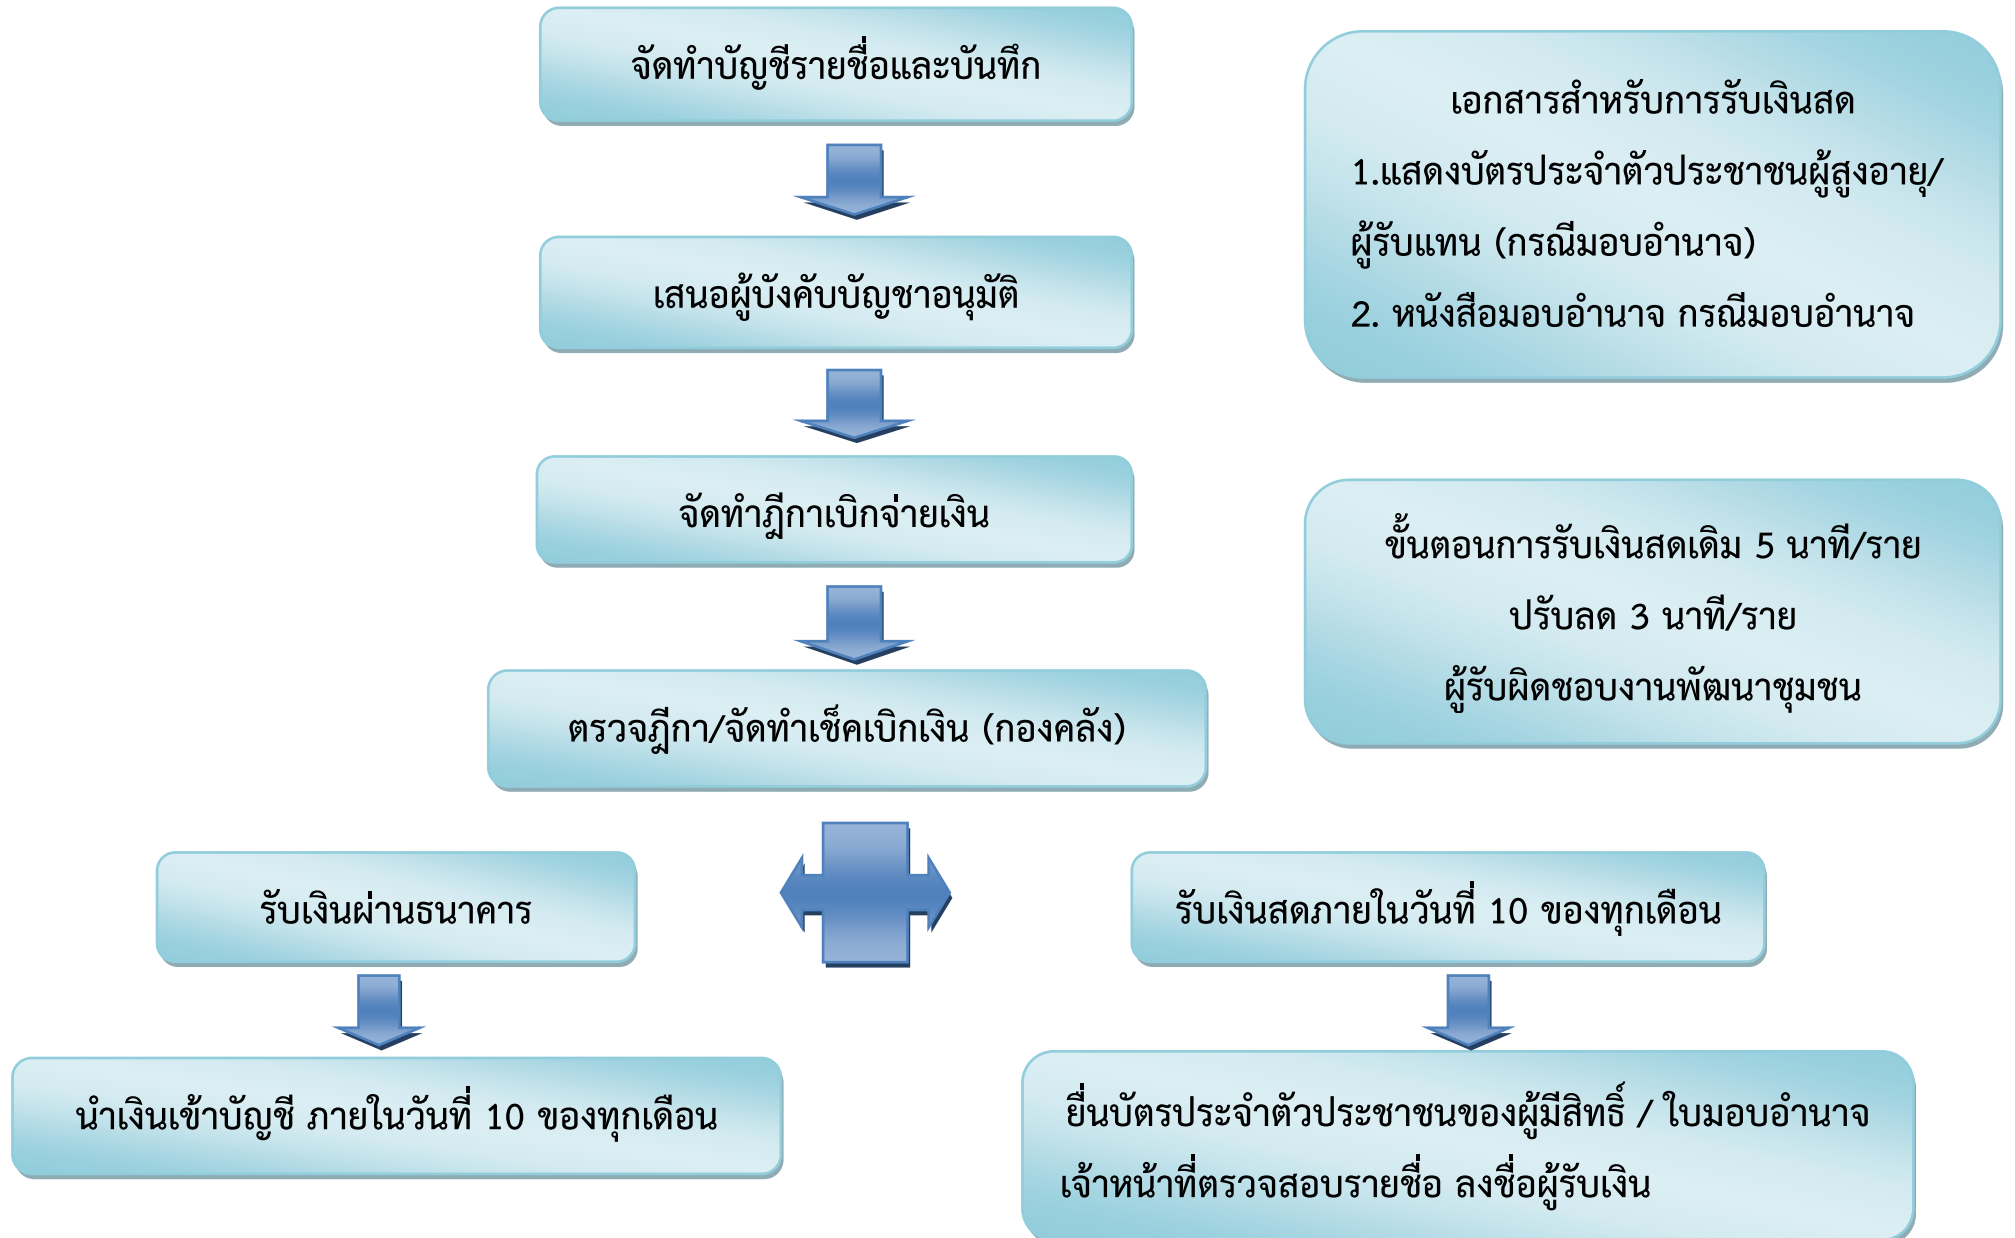 จัดทำบัญชีรายชื่อและบันทึก
เสนอผู้บังคับบัญชาอนุมัติ
จัดทำฎีกาเบิกจ่ายเงิน
ตรวจฎีกา/จัดทำเช็คเบิกเงิน (กองคลัง)
รับเงินผ่านธนาคาร
นำเงินเข้าบัญชี ภายในวันที่ 10 ของทุกเดือน
รับเงินสดภายในวันที่ 10 ของทุกเดือน
ยื่นบัตรประจำตัวประชาชนของผู้มีสิทธิ์ / ใบมอบอำนาจ
เจ้าหน้าที่ตรวจสอบรายชื่อ ลงชื่อผู้รับเงิน
เอกสารสำหรับการรับเงินสด
1.แสดงบัตรประจำตัวประชาชนผู้สูงอายุ/
ผู้รับแทน (กรณีมอบอำนาจ)
2. หนังสือมอบอำนาจ กรณีมอบอำนาจ
ขั้นตอนการรับเงินสดเดิม 5 นาที/ราย
ปรับลด 3 นาที/ราย
ผู้รับผิดชอบงานพัฒนาชุมชน